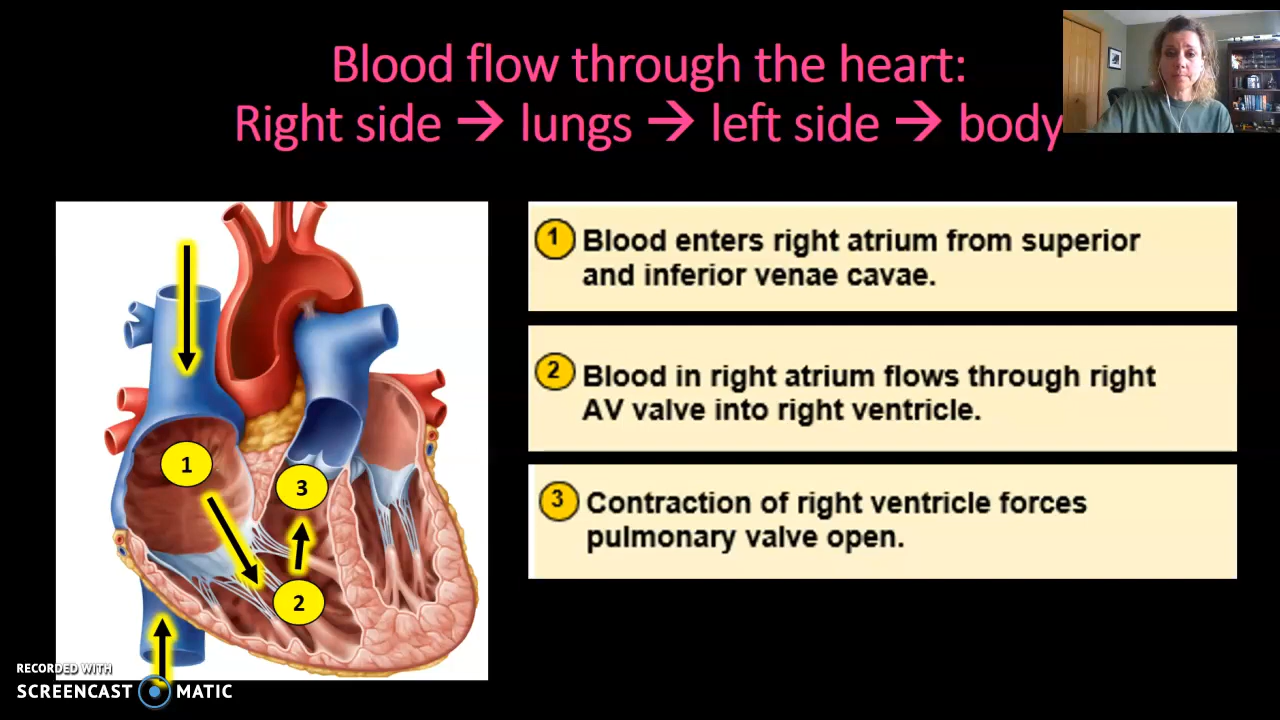 Blood flow through the heart:
Right side → lungs → left side → body
1
Blood enters right atrium from superior
and inferior venae cavae.
2
Blood in right atrium flows through right
AV valve into right ventricle.
3
Contraction of right ventricle forces
pulmonary valve open.
1
3
2
RECORDED WITH
SCREENCAST MATIC